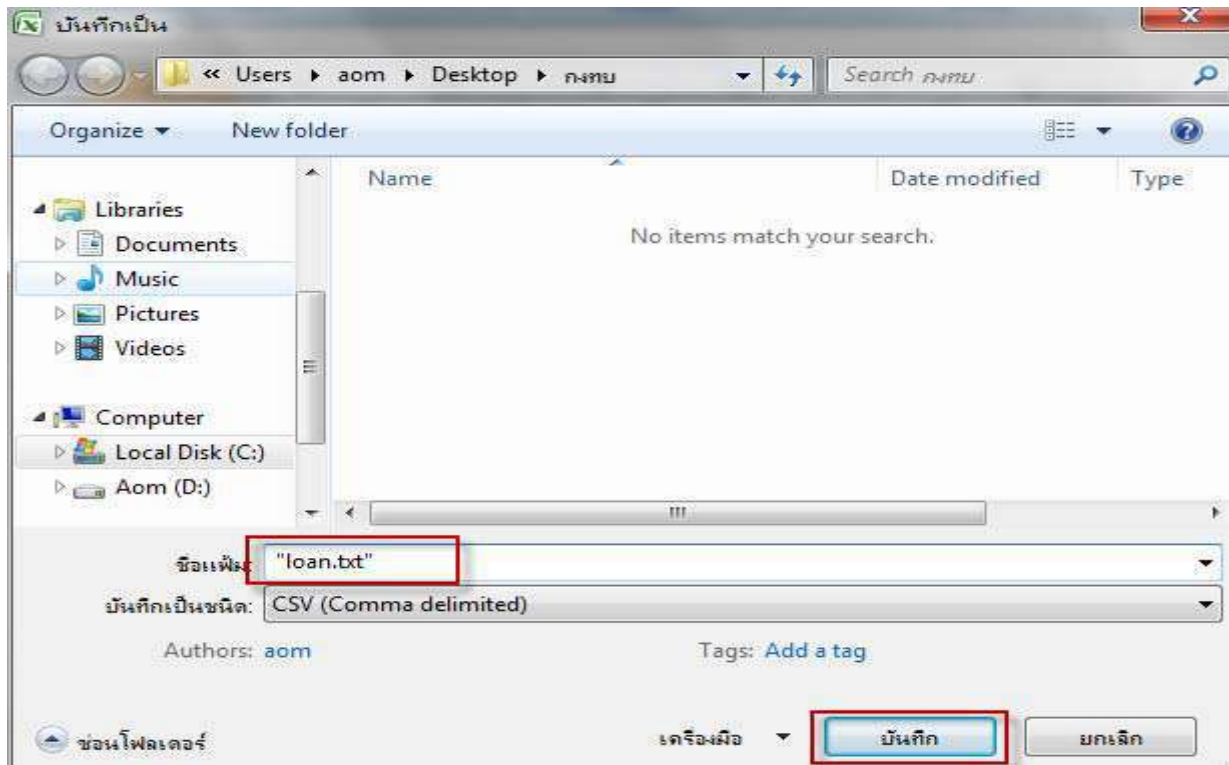 บันทึกเป็น
« Users ▸ aom ▸ Desktop ▸ กงทบ Search กงทบ
Organize New folder
Name Date modified Type
No items match your search.
Libraries
Documents
Music
Pictures
Videos
Computer
Local Disk (C:)
Aom (D:)
ชื่อแฟ้ม: "loan.txt"
บันทึกเป็นชนิด: CSV (Comma delimited)
Authors: aom Tags: Add a tag
ซ่อนโฟลเดอร์ เครื่องมือ บันทึก ยกเลิก